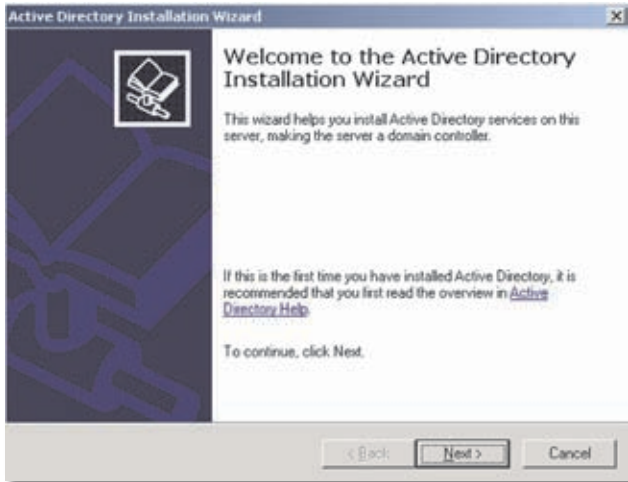 Active Directory Installation Wizard
Welcome to the Active Directory
Installation Wizard
This wizard helps you install Active Directory services on this
server, making the server a domain controller.
If this is the first time you have installed Active Directory, it is
recommended that you first read the overview in Active
Directory Help.
To continue, click Next.
< Back
Next >
Cancel